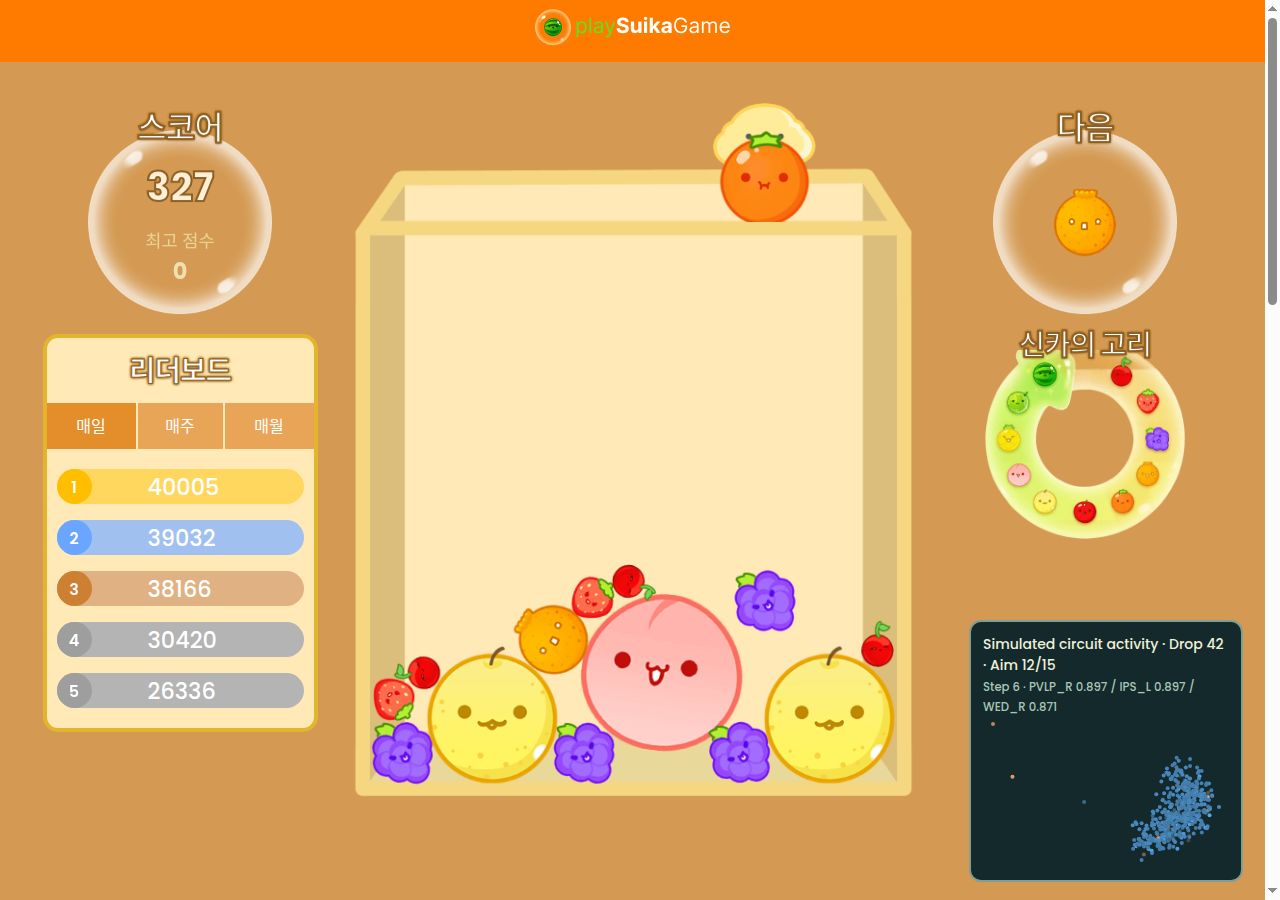 playSuikaGame
스코어
327
최고 점수
0
다음
리더보드
매일 매주 매월
1 40005
2 39032
3 38166
4 30420
5 26336
신카의 고리
Simulated circuit activity · Drop 42
· Aim 12/15
Step 6 · PVLP_R 0.897 / IPS_L 0.897 /
WED_R 0.871